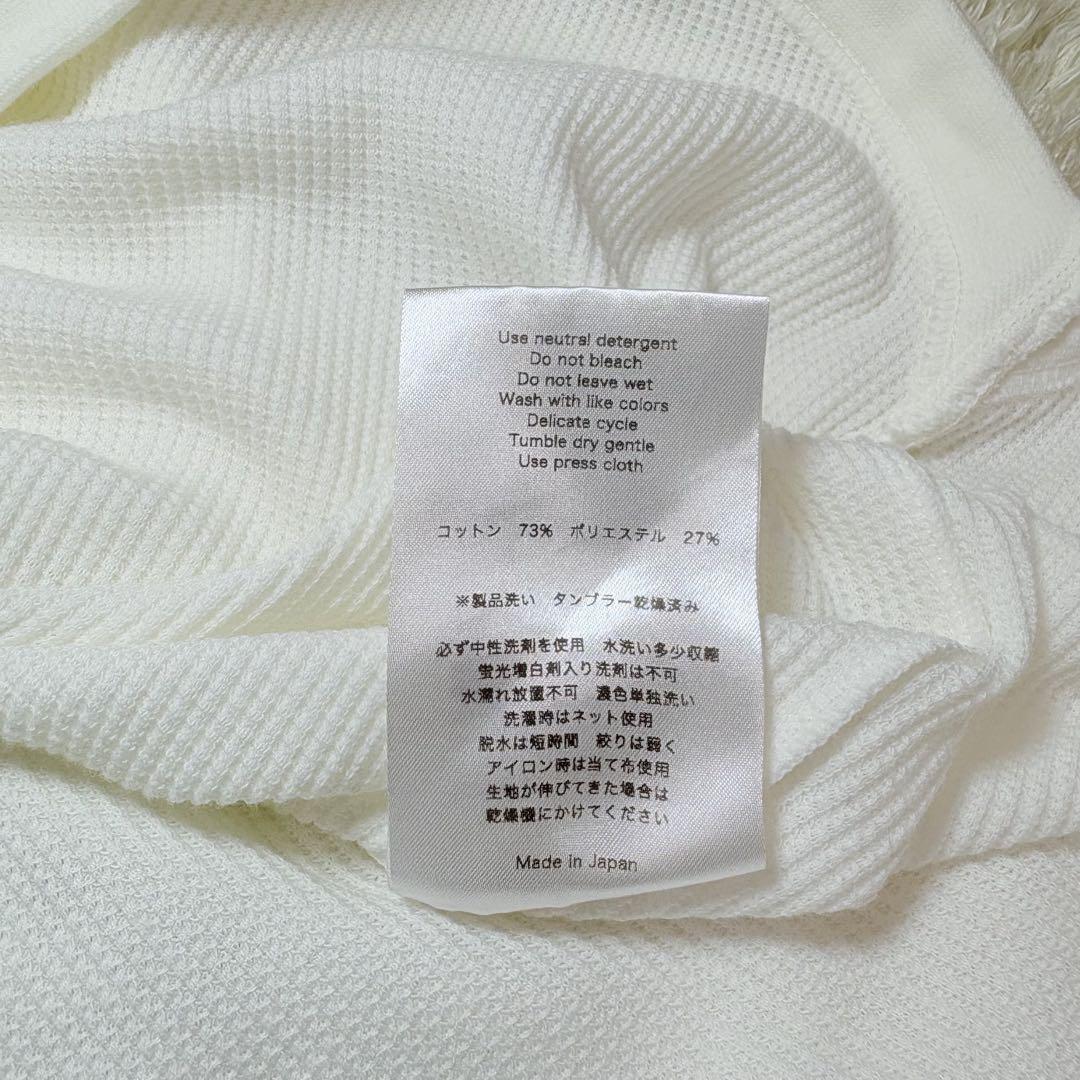 Use neutral detergent
Do not bleach
Do not leave wet
Wash with like colors
Delicate cycle
Tumble dry gentle
Use press cloth
コットン 73% ポリエステル 27%
※製品洗い タンブラー乾燥済み
必ず中性洗剤を使用 水洗い多少収縮
蛍光増白剤入り洗剤は不可
水濡れ放置不可 濃色単独洗い
洗濯時はネット使用
脱水は短時間 絞りは弱く
アイロン時は当て布使用
生地が伸びてきた場合は
乾燥機にかけてください
Made in Japan